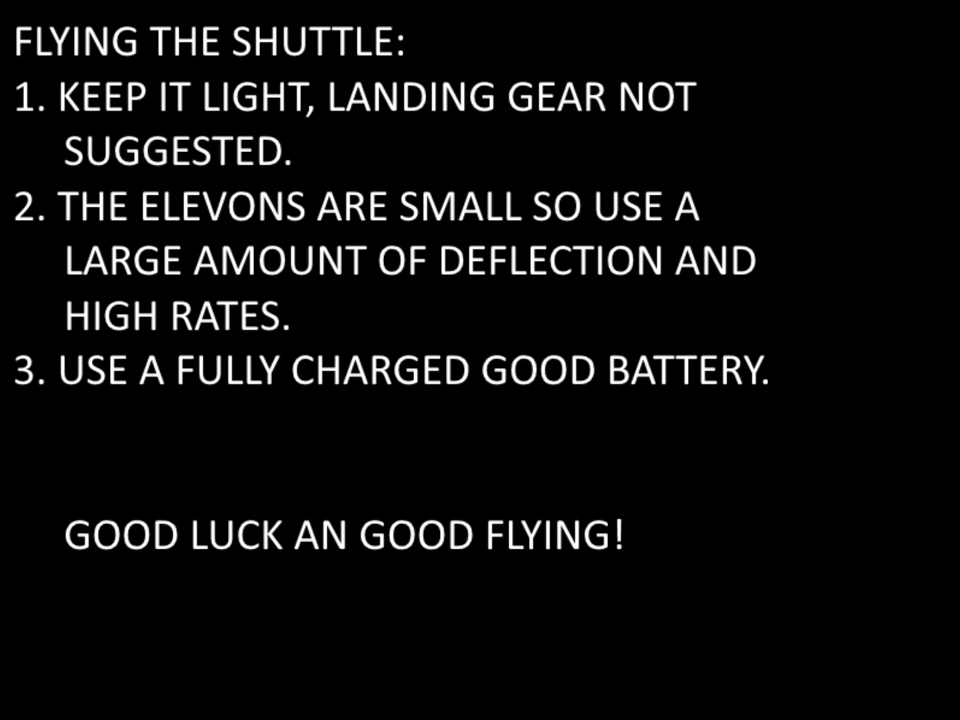 FLYING THE SHUTTLE:
1. KEEP IT LIGHT, LANDING GEAR NOT
SUGGESTED.
2. THE ELEVONS ARE SMALL SO USE A
LARGE AMOUNT OF DEFLECTION AND
HIGH RATES.
3. USE A FULLY CHARGED GOOD BATTERY.
GOOD LUCK AN GOOD FLYING!